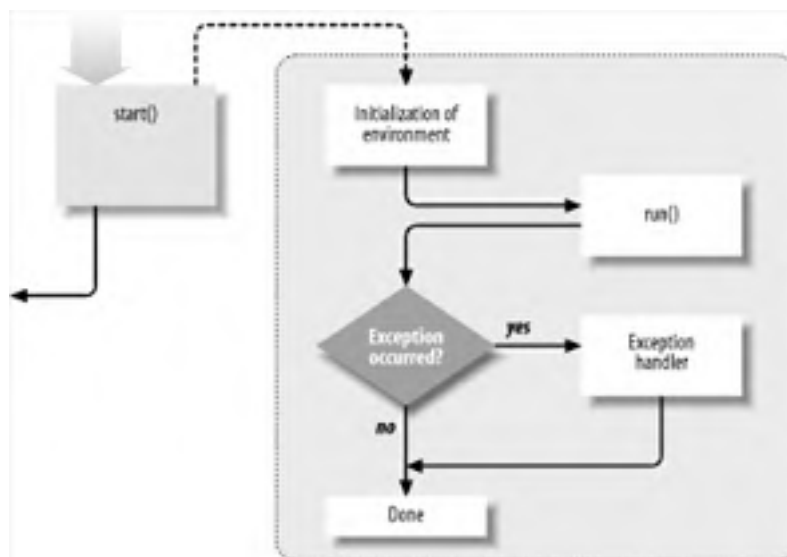 start()
Initialization of
environment
run()
Exception
occurred?
yes
Exception
handler
no
Done